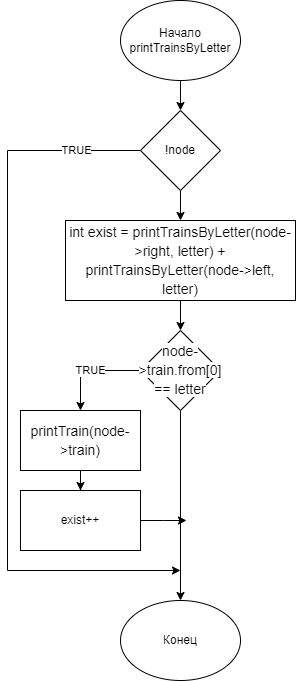 Начало
printTrainsByLetter
!node
TRUE
int exist = printTrainsByLetter(node-
>right, letter) +
printTrainsByLetter(node->left,
letter)
node-
>train.from[0]
== letter
TRUE
printTrain(node-
>train)
exist++
Конец